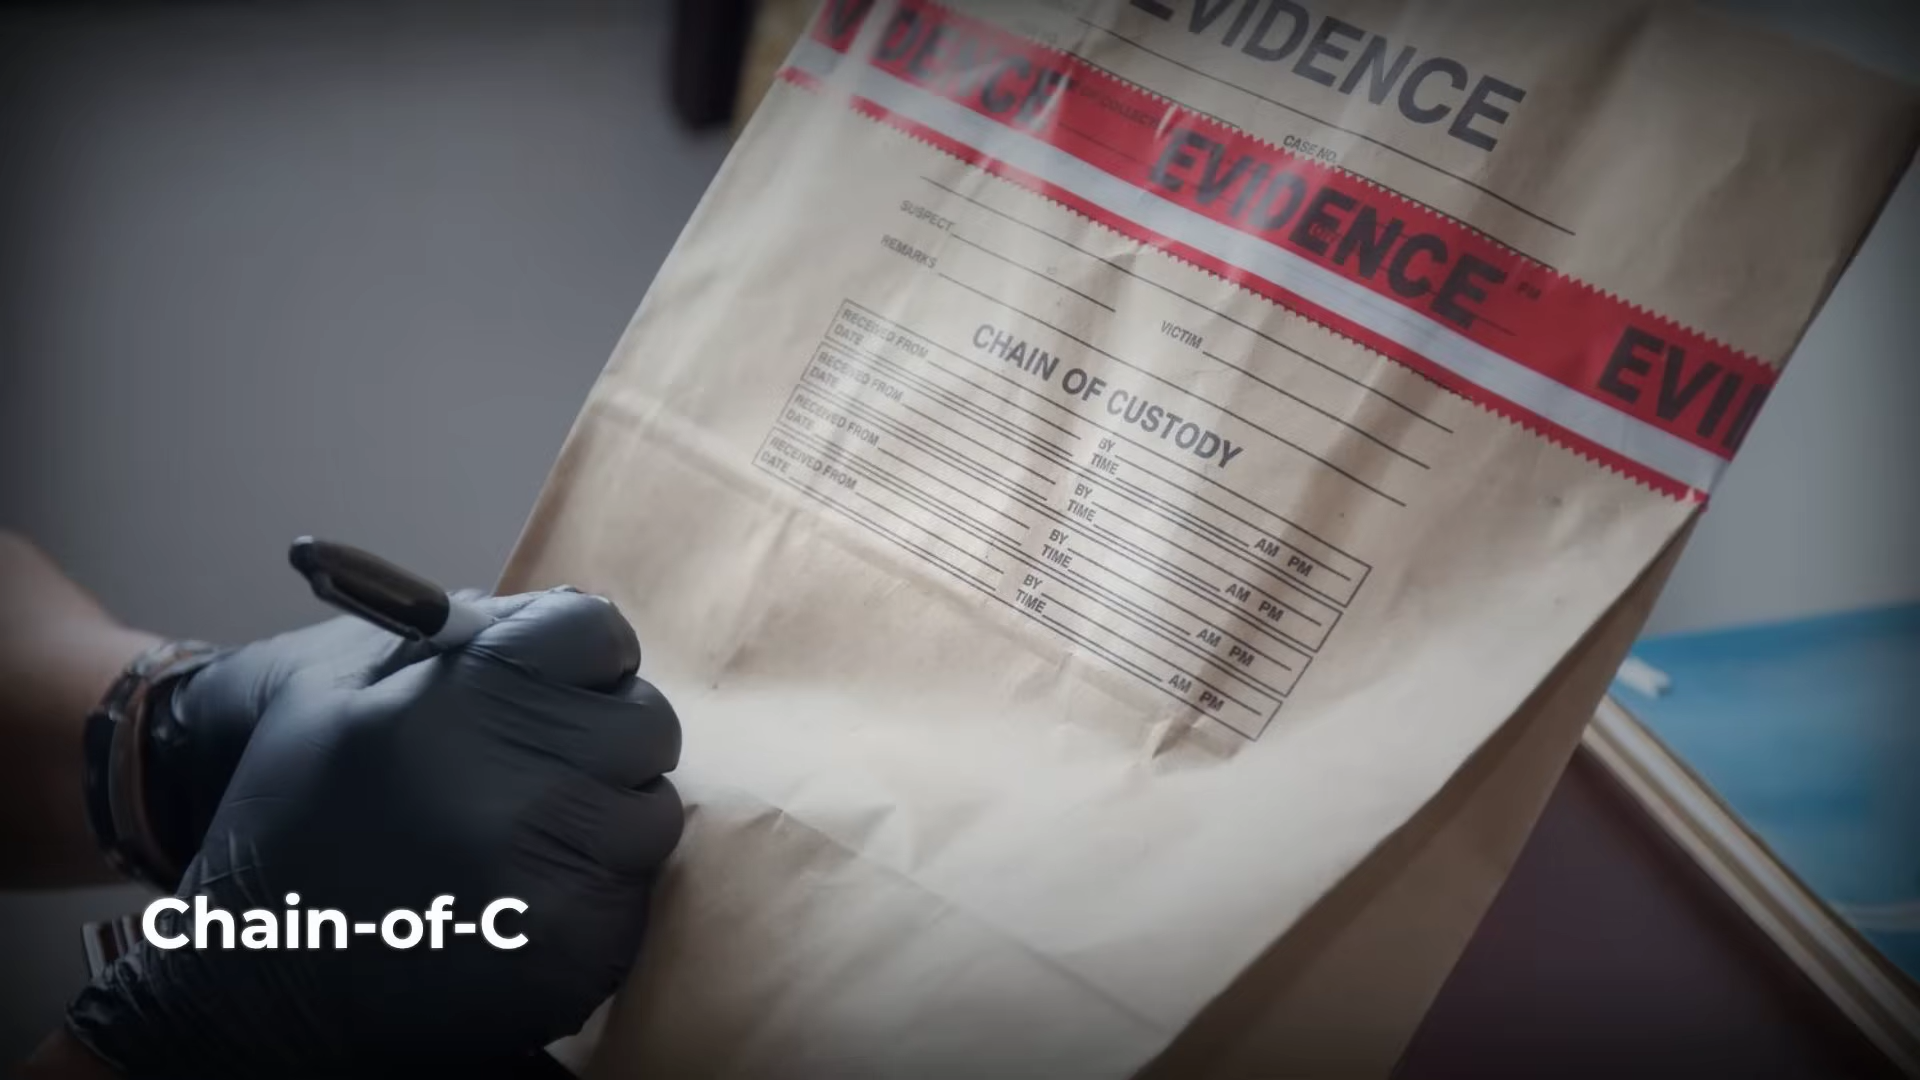 EVIDENCE
CASE NO.
DENCE EVIDENCE EVI
SUSPECT
REMARKS
VICTIM
CHAIN OF CUSTODY
RECEIVED FROM BY
DATE TIME AM PM
RECEIVED FROM BY
DATE TIME AM PM
RECEIVED FROM BY
DATE TIME AM PM
RECEIVED FROM BY
DATE TIME AM PM
Chain-of-C